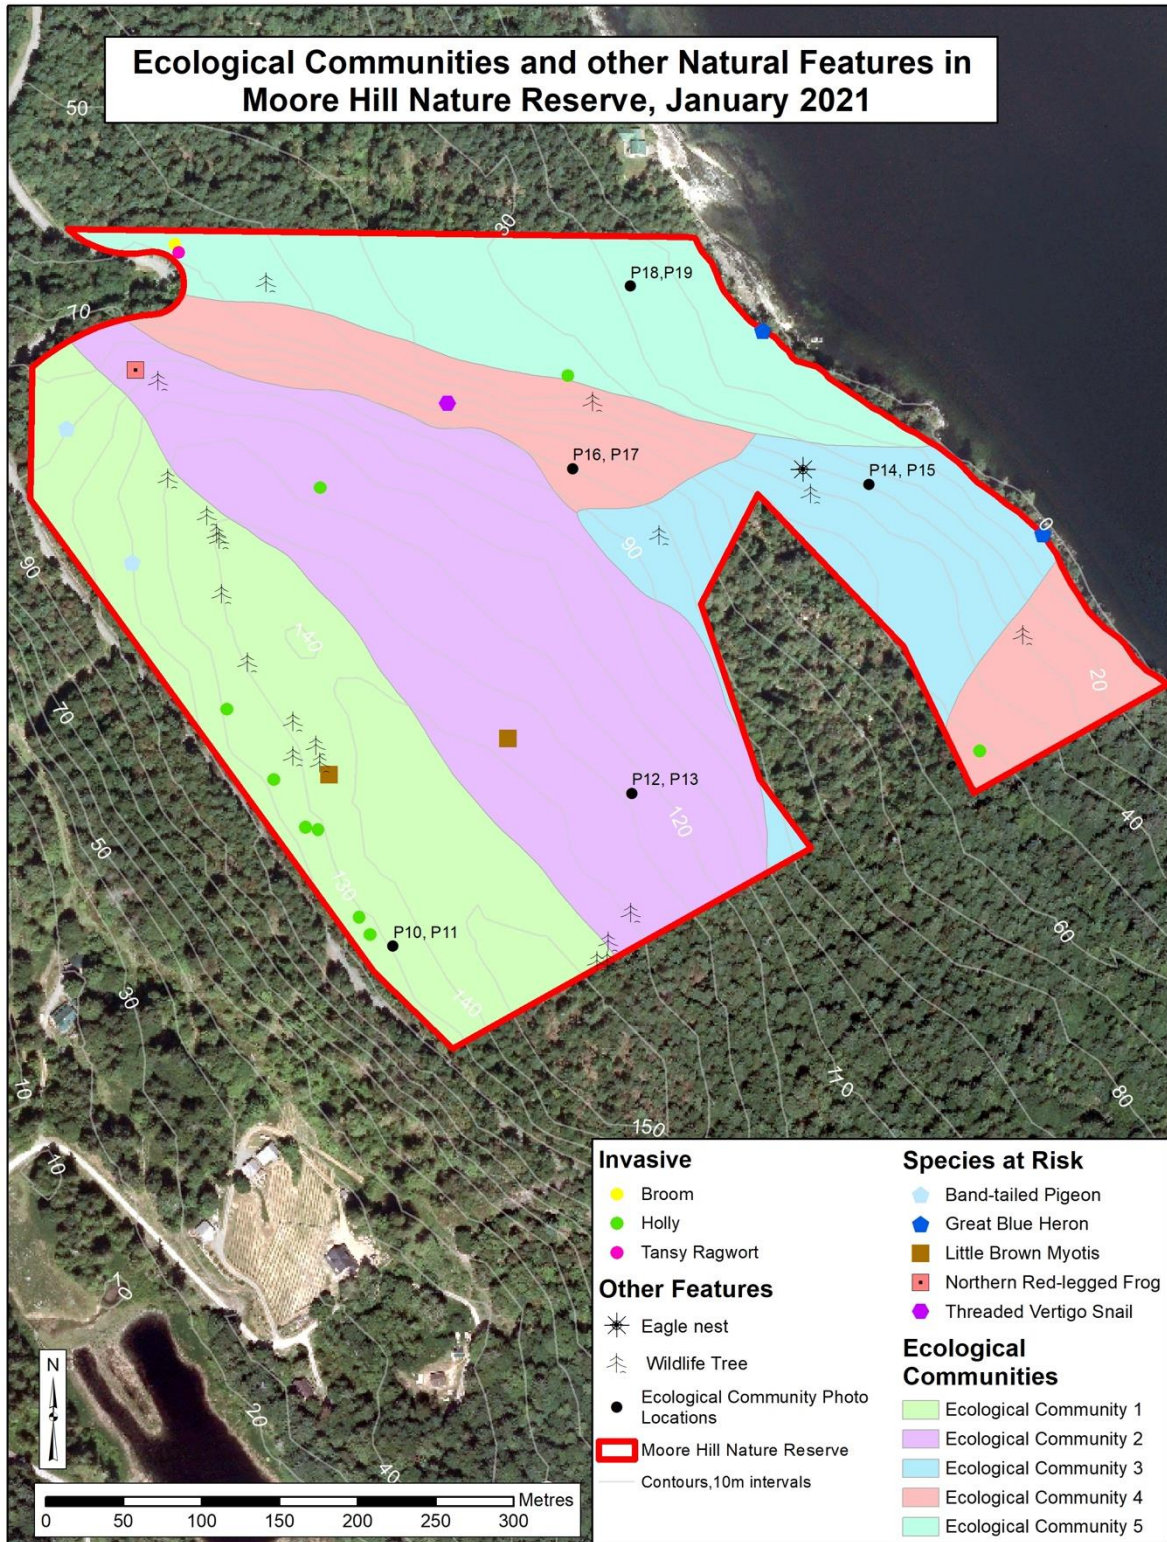 Ecological Communities and other Natural Features in
Moore Hill Nature Reserve, January 2021
50
30
P18,P19
70
P16, P17
P14, P15
0
90
90
140
20
70
P12, P13
120
40
50
130
P10, P11
60
30
140
110
10
80
150
10
10
20
40
Invasive
Broom
Holly
Tansy Ragwort
Other Features
Eagle nest
Wildlife Tree
Ecological Community Photo
Locations
Moore Hill Nature Reserve
Contours,10m intervals
Species at Risk
Band-tailed Pigeon
Great Blue Heron
Little Brown Myotis
Northern Red-legged Frog
Threaded Vertigo Snail
Ecological
Communities
Ecological Community 1
Ecological Community 2
Ecological Community 3
Ecological Community 4
Ecological Community 5
N
Metres
0 50 100 150 200 250 300